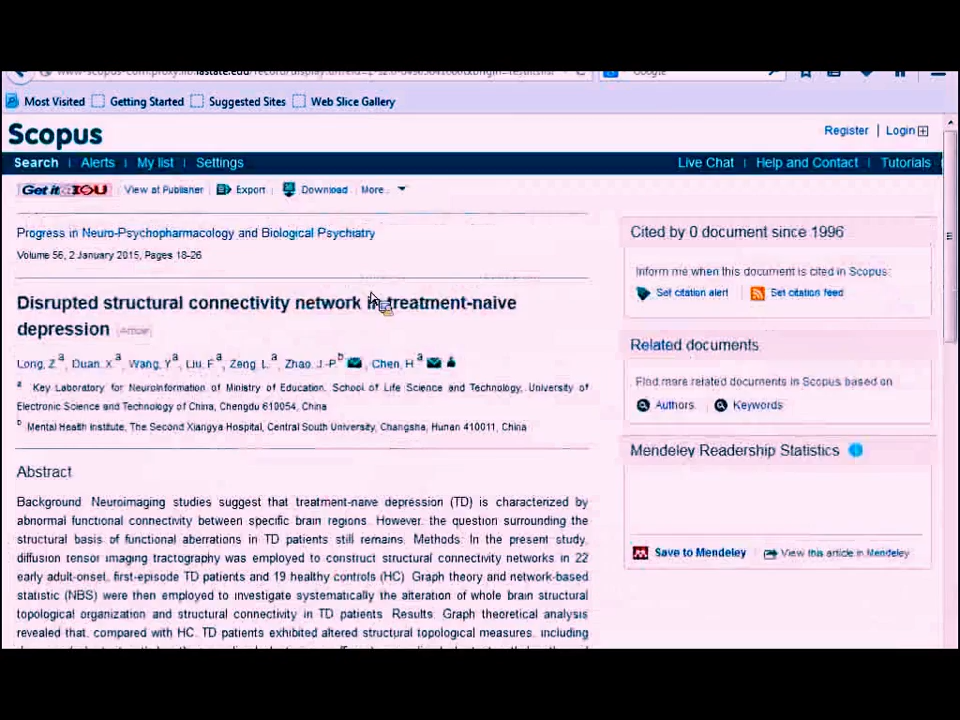 Google
Most Visited Getting Started Suggested Sites Web Slice Gallery
Scopus
Register | Login
Search Alerts My list Settings Live Chat Help and Contact Tutorials
Get it @ ISU View at Publisher Export Download More...
Progress in Neuro-Psychopharmacology and Biological Psychiatry
Volume 56, 2 January 2015, Pages 18-26
Disrupted structural connectivity network in treatment-naive
depression (Article)
Long, Z.a, Duan, X.a, Wang, Y.a, Liu, F.a, Zeng, L.a, Zhao, J.-P.b, Chen, H.a
a Key Laboratory for Neuroinformation of Ministry of Education, School of Life Science and Technology, University of
Electronic Science and Technology of China, Chengdu 610054, China
b Mental Health Institute, The Second Xiangya Hospital, Central South University, Changsha, Hunan 410011, China
Abstract
Background Neuroimaging studies suggest that treatment-naive depression (TD) is characterized by
abnormal functional connectivity between specific brain regions. However, the question surrounding the
structural basis of functional aberrations in TD patients still remains. Methods: In the present study,
diffusion tensor imaging tractography was employed to construct structural connectivity networks in 22
early adult-onset, first-episode TD patients and 19 healthy controls (HC). Graph theory and network-based
statistic (NBS) were then employed to investigate systematically the alteration of whole brain structural
topological organization and structural connectivity in TD patients. Results: Graph theoretical analysis
revealed that, compared with HC, TD patients exhibited altered structural topological measures, including
Cited by 0 document since 1996
Inform me when this document is cited in Scopus:
Set citation alert Set citation feed
Related documents
Find more related documents in Scopus based on
Authors Keywords
Mendeley Readership Statistics
Save to Mendeley View this article in Mendeley